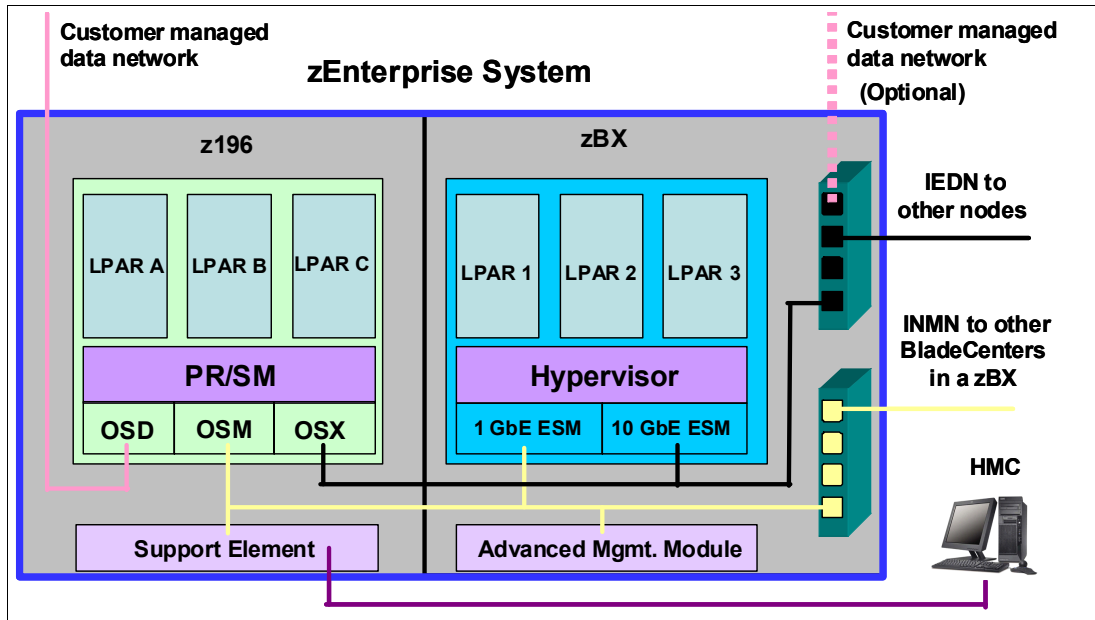 Customer managed
data network
zEnterprise System
Customer managed
data network
(Optional)
z196
zBX
LPAR A
LPAR B
LPAR C
LPAR 1
LPAR 2
LPAR 3
IEDN to
other nodes
PR/SM
Hypervisor
INMN to other
BladeCenters
in a zBX
OSD
OSM
OSX
1 GbE ESM
10 GbE ESM
HMC
Support Element
Advanced Mgmt. Module